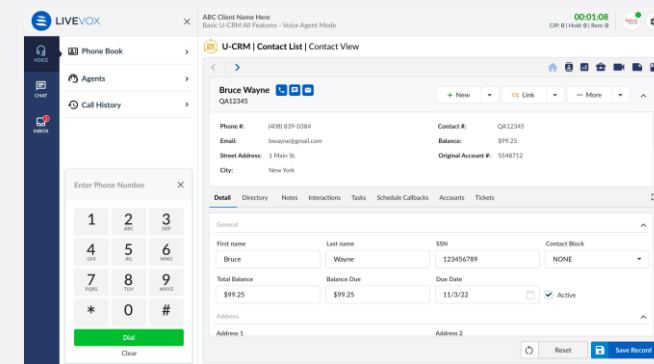 LIVEVOX
ABC Client Name Here
Basic U-CRM All Features - Voice Agent Mode
00:01:08
CIP: 0 | Hold: 0 | Rem: 0
VOICE
CHAT
INBOX
Phone Book
Agents
Call History
Enter Phone Number
1
2 ABC
3 DEF
4 GHI
5 JKL
6 MNO
7 PQRS
8 TUV
9 WXYZ
* 0 #
Dial
Clear
U-CRM | Contact List | Contact View
Bruce Wayne
QA12345
+ New
Link
More
Phone #: (408) 839-0384
Contact #: QA12345
Email: bwayne@gmail.com
Balance: $99.25
Street Address: 1 Main St.
Original Account #: 5548712
City: New York
Detail Directory Notes Interactions Tasks Schedule Callbacks Accounts Tickets
General
First name Last name SSN Contact Block
Bruce Wayne 123456789 NONE
Total Balance Balance Due Due Date
$99.25 $99.25 11/3/22 Active
Address
Address 1 Address 2
Reset Save Record